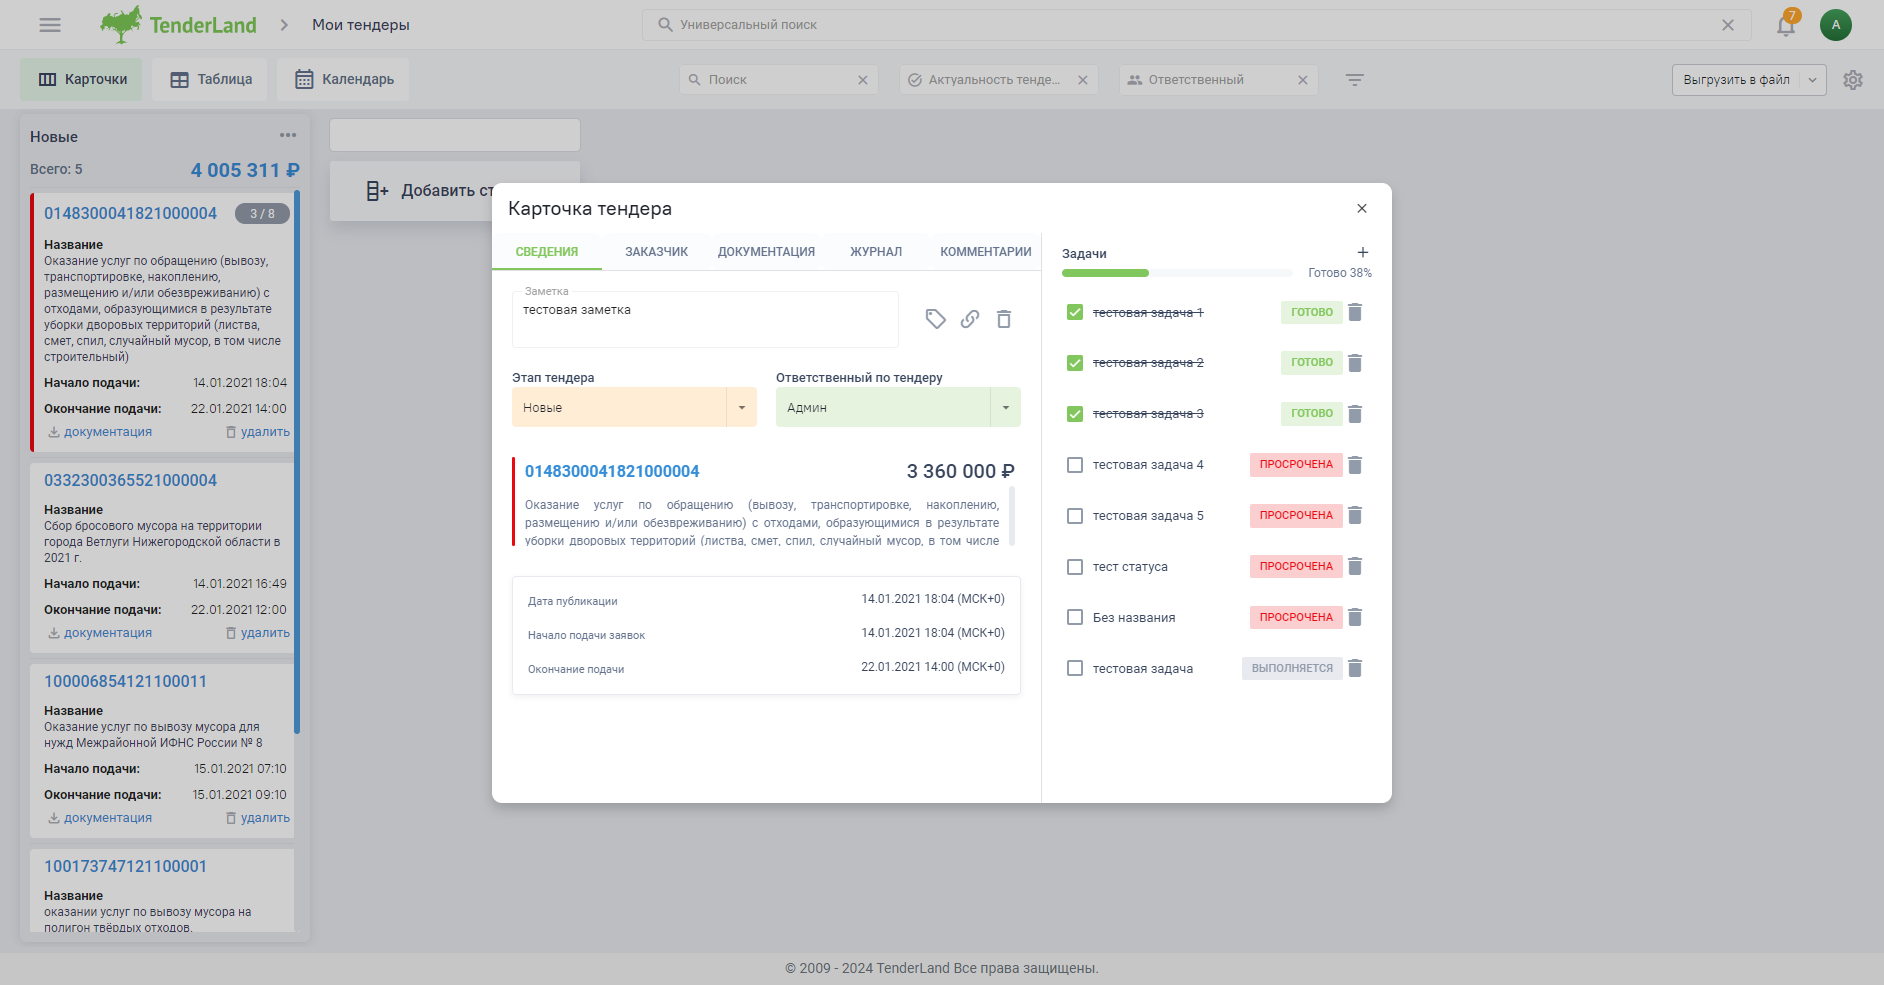 TenderLand
Мои тендеры
Универсальный поиск
7
А
Карточки
Таблица
Календарь
Поиск
Актуальность тенде...
Ответственный
Выгрузить в файл
Новые
Всего: 5
4 005 311 ₽
0148300041821000004
3 / 8
Название
Оказание услуг по обращению (вывозу,
транспортировке, накоплению,
размещению и/или обезвреживанию) с
отходами, образующимися в результате
уборки дворовых территорий (листва,
смет, спил, случайный мусор, в том числе
строительный)
Начало подачи: 14.01.2021 18:04
Окончание подачи: 22.01.2021 14:00
документация
удалить
0332300365521000004
Название
Сбор бросового мусора на территории
города Ветлуги Нижегородской области в
2021 г.
Начало подачи: 14.01.2021 16:49
Окончание подачи: 22.01.2021 12:00
документация
удалить
100006854121100011
Название
Оказание услуг по вывозу мусора для
нужд Межрайонной ИФНС России № 8
Начало подачи: 15.01.2021 07:10
Окончание подачи: 15.01.2021 09:10
документация
удалить
100173747121100001
Название
оказании услуг по вывозу мусора на
полигон твёрдых отходов.
Добавить ст
Карточка тендера
СВЕДЕНИЯ
ЗАКАЗЧИК
ДОКУМЕНТАЦИЯ
ЖУРНАЛ
КОММЕНТАРИИ
Заметка
тестовая заметка
Этап тендера
Новые
Ответственный по тендеру
Админ
0148300041821000004
3 360 000 ₽
Оказание услуг по обращению (вывозу, транспортировке, накоплению,
размещению и/или обезвреживанию) с отходами, образующимися в результате
уборки дворовых территорий (листва, смет, спил, случайный мусор, в том числе
Дата публикации 14.01.2021 18:04 (МСК+0)
Начало подачи заявок 14.01.2021 18:04 (МСК+0)
Окончание подачи 22.01.2021 14:00 (МСК+0)
Задачи
Готово 38%
тестовая задача 1 ГОТОВО
тестовая задача 2 ГОТОВО
тестовая задача 3 ГОТОВО
тестовая задача 4 ПРОСРОЧЕНА
тестовая задача 5 ПРОСРОЧЕНА
тест статуса ПРОСРОЧЕНА
Без названия ПРОСРОЧЕНА
тестовая задача ВЫПОЛНЯЕТСЯ
© 2009 - 2024 TenderLand Все права защищены.